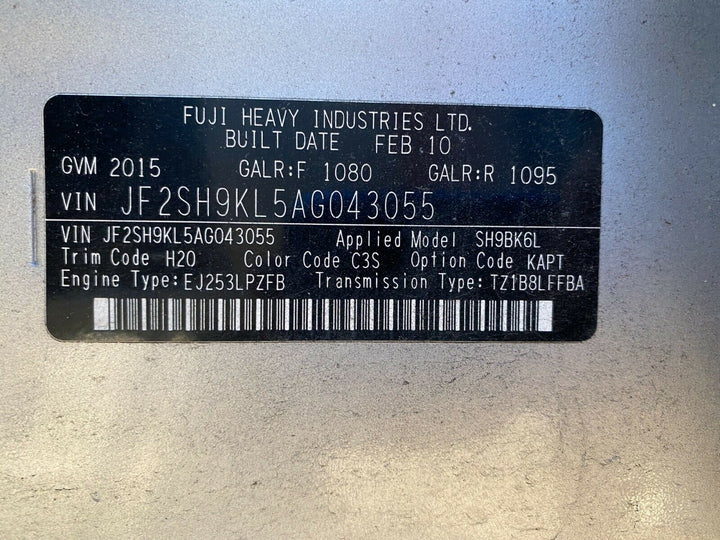 FUJI HEAVY INDUSTRIES LTD.
BUILT DATE FEB 10
GVM 2015 GALR:F 1080 GALR:R 1095
VIN JF2SH9KL5AG043055
VIN JF2SH9KL5AG043055 Applied Model SH9BK6L
Trim Code H20 Color Code C3S Option Code KAPT
Engine Type:EJ253LPZFB Transmission Type:TZ1B8LFFBA